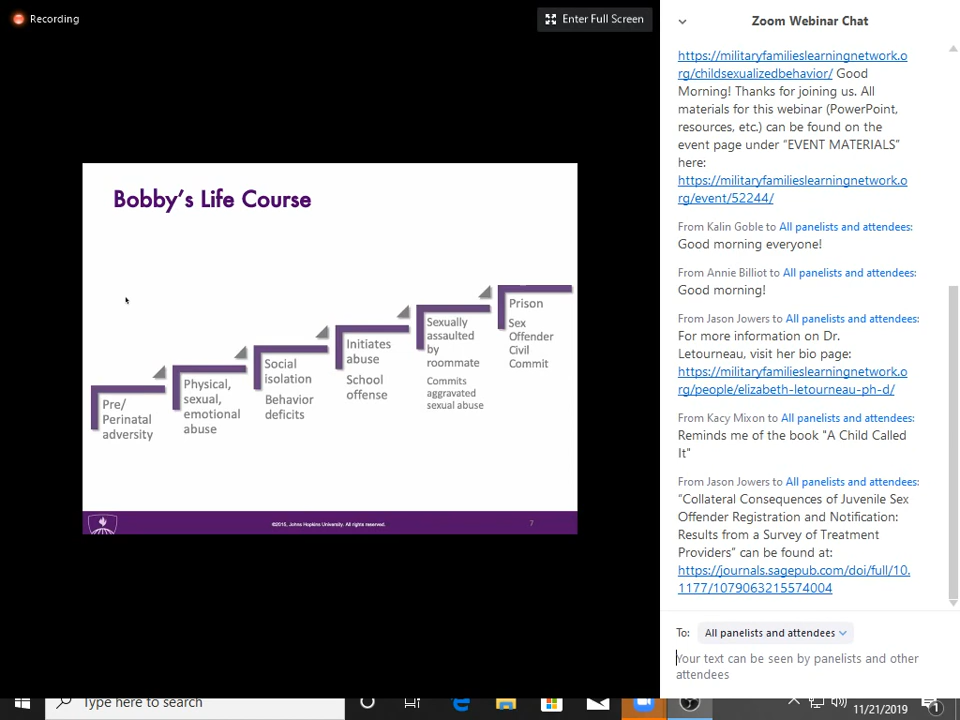 Recording
Enter Full Screen
Bobby's Life Course
Pre/
Perinatal
adversity
Physical,
sexual,
emotional
abuse
Social
isolation
Behavior
deficits
Initiates
abuse
School
offense
Sexually
assaulted
by
roommate
Commits
aggravated
sexual abuse
Prison
Sex
Offender
Civil
Commit
©2015, Johns Hopkins University. All rights reserved.
7
Zoom Webinar Chat
https://militaryfamilieslearningnetwork.o
rg/childsexualizedbehavior/ Good
Morning! Thanks for joining us. All
materials for this webinar (PowerPoint,
resources, etc.) can be found on the
event page under “EVENT MATERIALS”
here:
https://militaryfamilieslearningnetwork.o
rg/event/52244/
From Kalin Goble to All panelists and attendees:
Good morning everyone!
From Annie Billiot to All panelists and attendees:
Good morning!
From Jason Jowers to All panelists and attendees:
For more information on Dr.
Letourneau, visit her bio page:
https://militaryfamilieslearningnetwork.o
rg/people/elizabeth-letourneau-ph-d/
From Kacy Mixon to All panelists and attendees:
Reminds me of the book "A Child Called
It"
From Jason Jowers to All panelists and attendees:
“Collateral Consequences of Juvenile Sex
Offender Registration and Notification:
Results from a Survey of Treatment
Providers” can be found at:
https://journals.sagepub.com/doi/full/10.
1177/1079063215574004
To: All panelists and attendees
Your text can be seen by panelists and other
attendees
Type here to search
11/21/2019
1